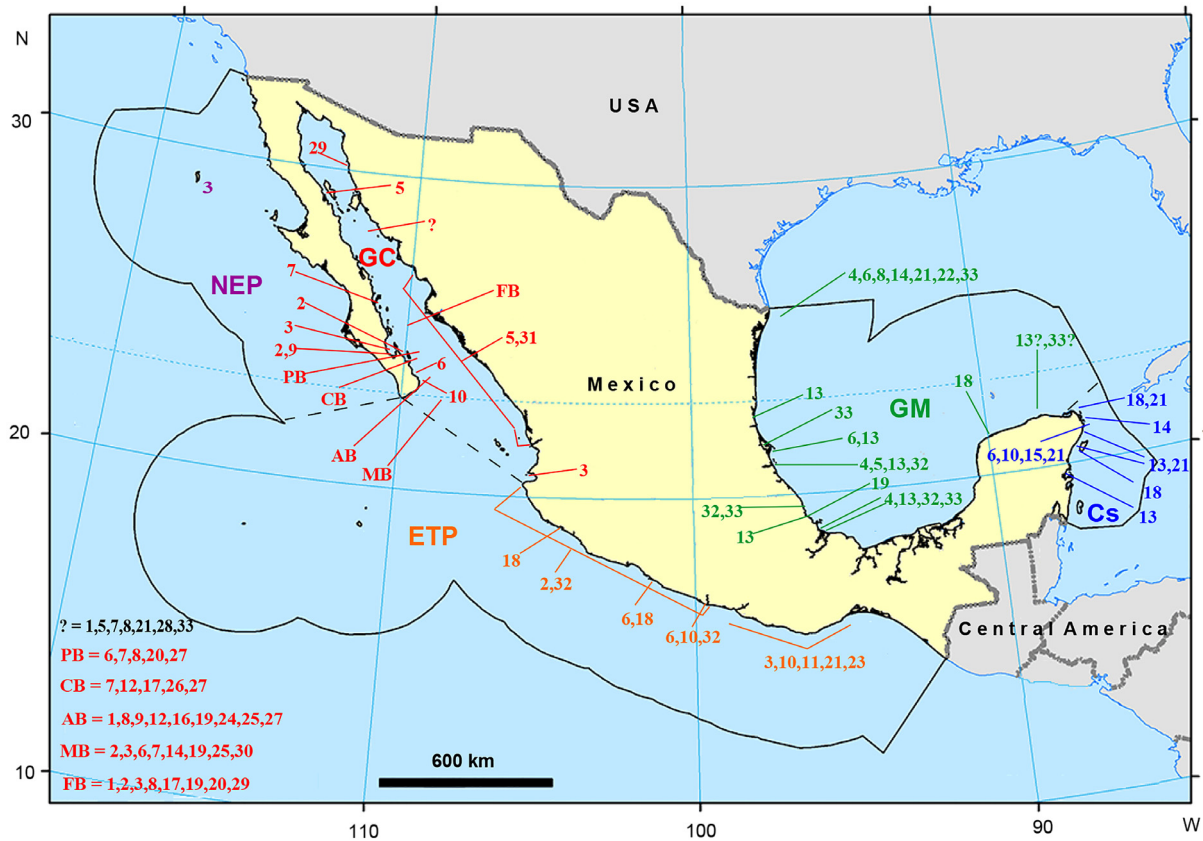 N
USA
30
29
3
5
?
GC
NEP
7
4,6,8,14,21,22,33
FB
2
3
5,31
13?,33?
2,9
PB
6
Mexico
18
18,21
CB
10
13
GM
14
33
AB
6,13
6,10,15,21
20
13,21
MB
3
4,5,13,32
18
19
4,13,32,33
32,33
Cs
13
13
ETP
18
2,32
6,18
? = 1,5,7,8,21,28,33
6,10,32
Central America
PB = 6,7,8,20,27
3,10,11,21,23
CB = 7,12,17,26,27
AB = 1,8,9,12,16,19,24,25,27
MB = 2,3,6,7,14,19,25,30
600 km
10
FB = 1,2,3,8,17,19,20,29
110
100
90
W